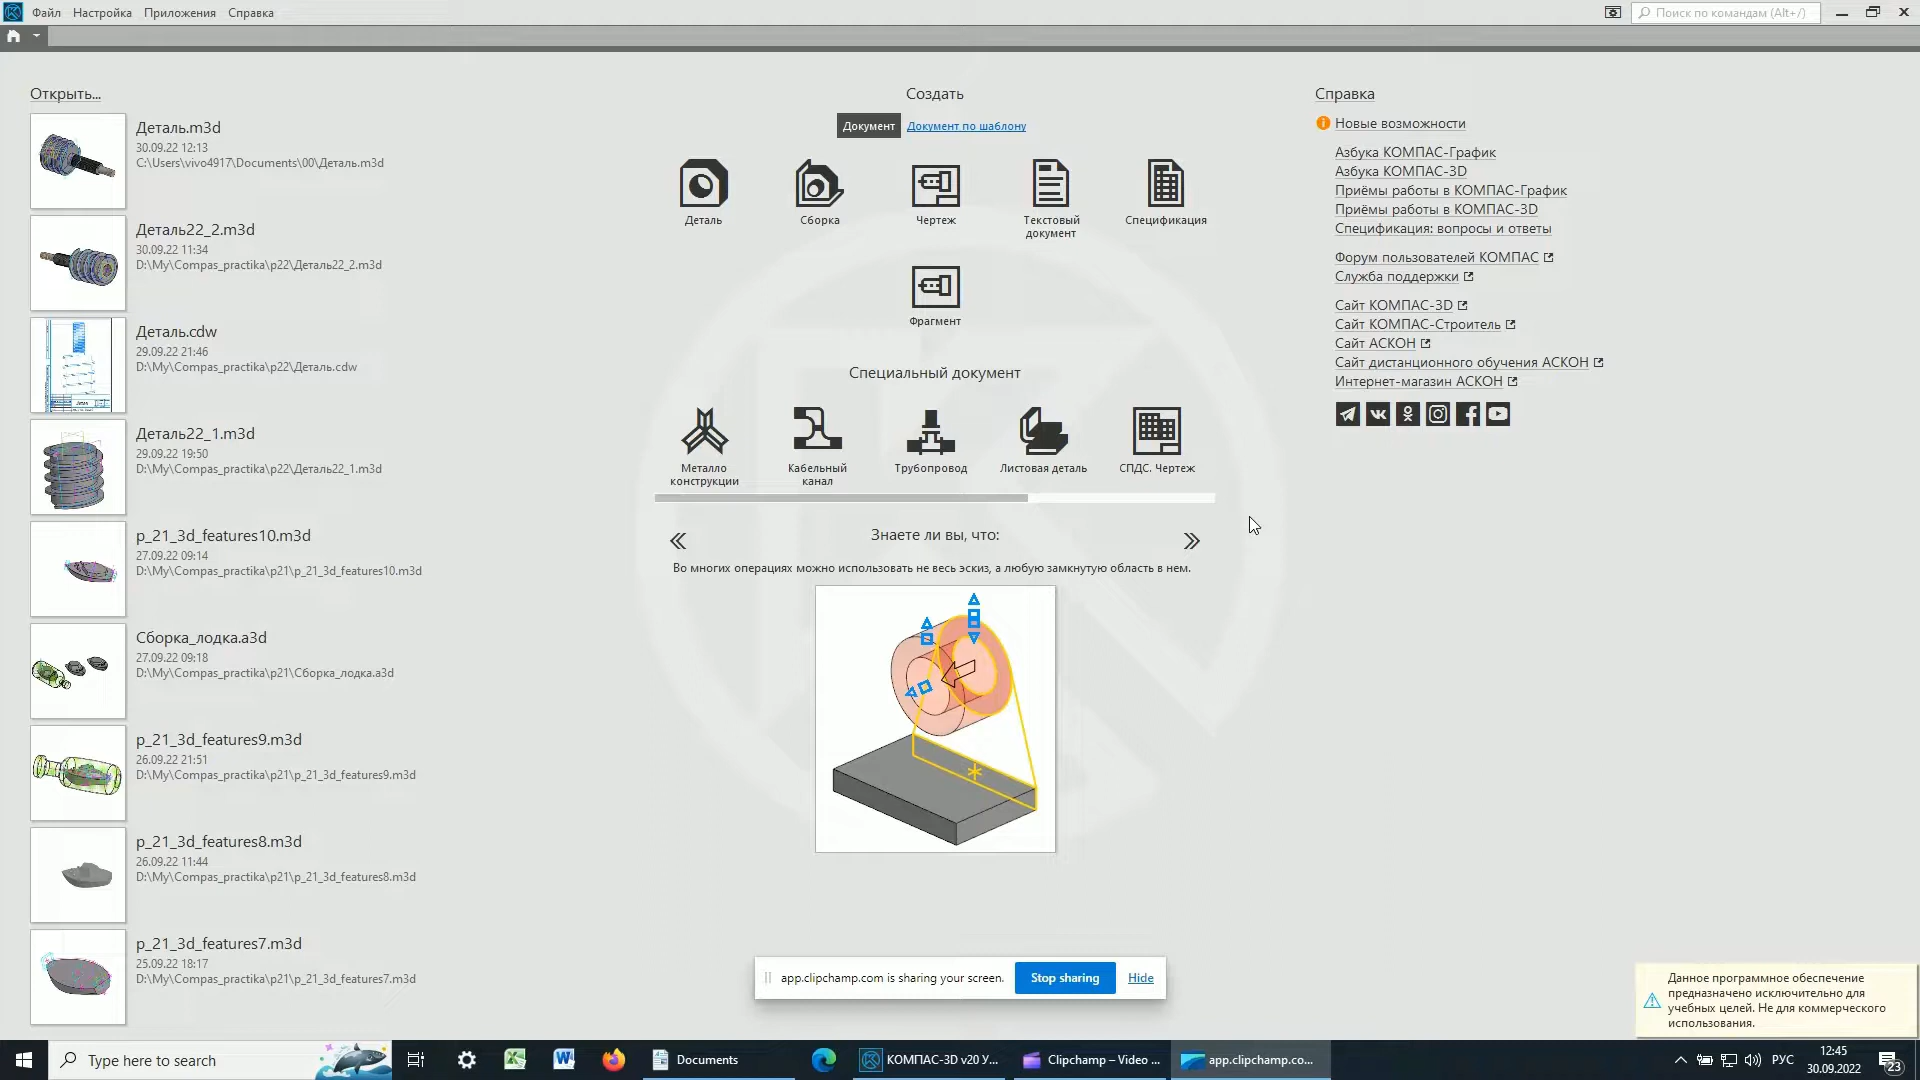 Файл Настройка Приложения Справка
Поиск по командам (Alt+/)
Открыть...
Деталь.m3d
30.09.22 12:13
C:\Users\vivo4917\Documents\00\Деталь.m3d
Деталь22_2.m3d
30.09.22 11:34
D:\My\Compas_practika\p22\Деталь22_2.m3d
Деталь.cdw
29.09.22 21:46
D:\My\Compas_practika\p22\Деталь.cdw
Деталь22_1.m3d
29.09.22 19:50
D:\My\Compas_practika\p22\Деталь22_1.m3d
p_21_3d_features10.m3d
27.09.22 09:14
D:\My\Compas_practika\p21\p_21_3d_features10.m3d
Сборка_лодка.a3d
27.09.22 09:18
D:\My\Compas_practika\p21\Сборка_лодка.a3d
p_21_3d_features9.m3d
26.09.22 21:51
D:\My\Compas_practika\p21\p_21_3d_features9.m3d
p_21_3d_features8.m3d
26.09.22 11:44
D:\My\Compas_practika\p21\p_21_3d_features8.m3d
p_21_3d_features7.m3d
25.09.22 18:17
D:\My\Compas_practika\p21\p_21_3d_features7.m3d
Создать
Документ Документ по шаблону
Деталь
Сборка
Чертеж
Текстовый
документ
Спецификация
Фрагмент
Специальный документ
Металло
конструкции
Кабельный
канал
Трубопровод
Листовая деталь
СПДС. Чертеж
Знаете ли вы, что:
Во многих операциях можно использовать не весь эскиз, а любую замкнутую область в нем.
Справка
Новые возможности
Азбука КОМПАС-График
Азбука КОМПАС-3D
Приёмы работы в КОМПАС-График
Приёмы работы в КОМПАС-3D
Спецификация: вопросы и ответы
Форум пользователей КОМПАС
Служба поддержки
Сайт КОМПАС-3D
Сайт КОМПАС-Строитель
Сайт АСКОН
Сайт дистанционного обучения АСКОН
Интернет-магазин АСКОН
app.clipchamp.com is sharing your screen. Stop sharing Hide
Данное программное обеспечение
предназначено исключительно для
учебных целей. Не для коммерческого
использования.
Type here to search
Documents
КОМПАС-3D v20 У...
Clipchamp – Video ...
app.clipchamp.co...
РУС
12:45
30.09.2022
23